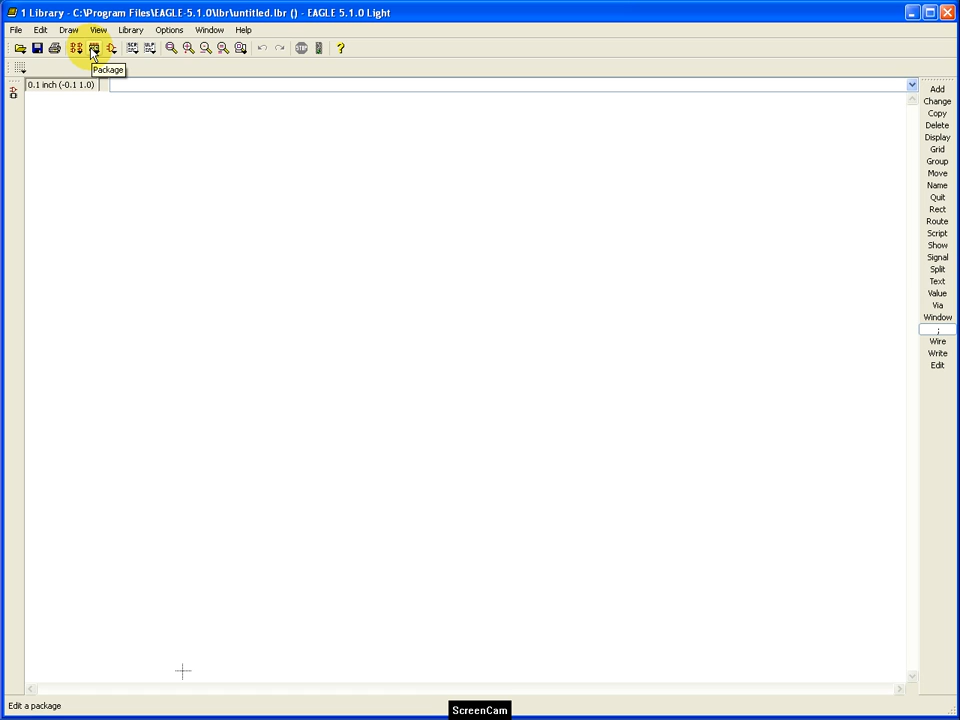 1 Library - C:\Program Files\EAGLE-5.1.0\lbr\untitled.lbr () - EAGLE 5.1.0 Light
File Edit Draw View Library Options Window Help
STOP ?
Package
0.1 inch (-0.1 1.0)
Add
Change
Copy
Delete
Display
Grid
Group
Move
Name
Quit
Rect
Route
Script
Show
Signal
Split
Text
Value
Via
Window
;
Wire
Write
Edit
Edit a package
ScreenCam